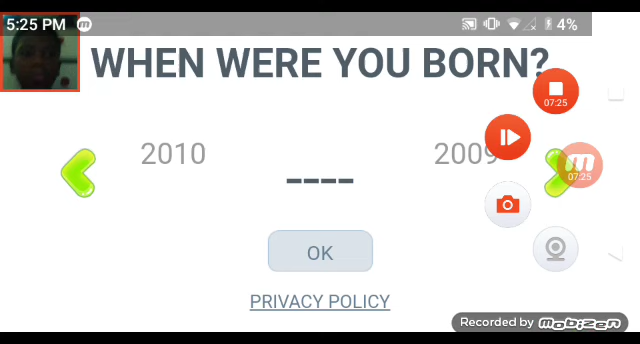 5:25 PM 4%
WHEN WERE YOU BORN?
07:25
2010 ---- 2009
07:25
OK
PRIVACY POLICY
Recorded by mobizen